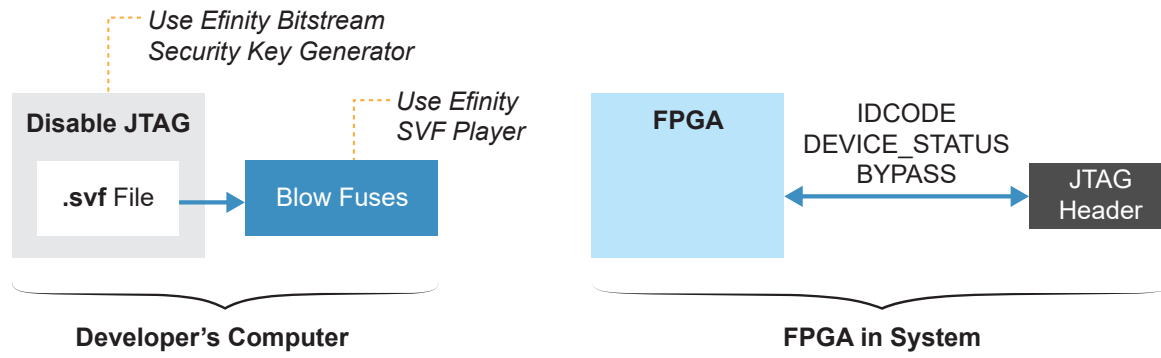 Use Efinity Bitstream
Security Key Generator
Disable JTAG
.svf File
Use Efinity
SVF Player
Blow Fuses
Developer’s Computer
FPGA
IDCODE
DEVICE_STATUS
BYPASS
JTAG
Header
FPGA in System